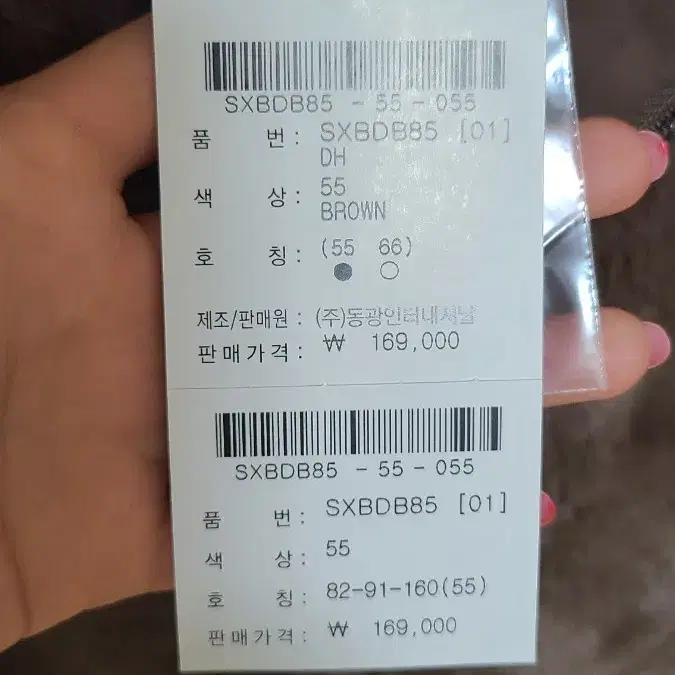 SXBDB85 - 55 - 055
품 번 : SXBDB85 [01]
DH
색 상 : 55
BROWN
호 칭 : (55 66)
● ○
제조/판매원 : (주)동광인터내셔날
판매가격 : ₩ 169,000
SXBDB85 - 55 - 055
품 번 : SXBDB85 [01]
색 상 : 55
호 칭 : 82-91-160(55)
판매가격 : ₩ 169,000